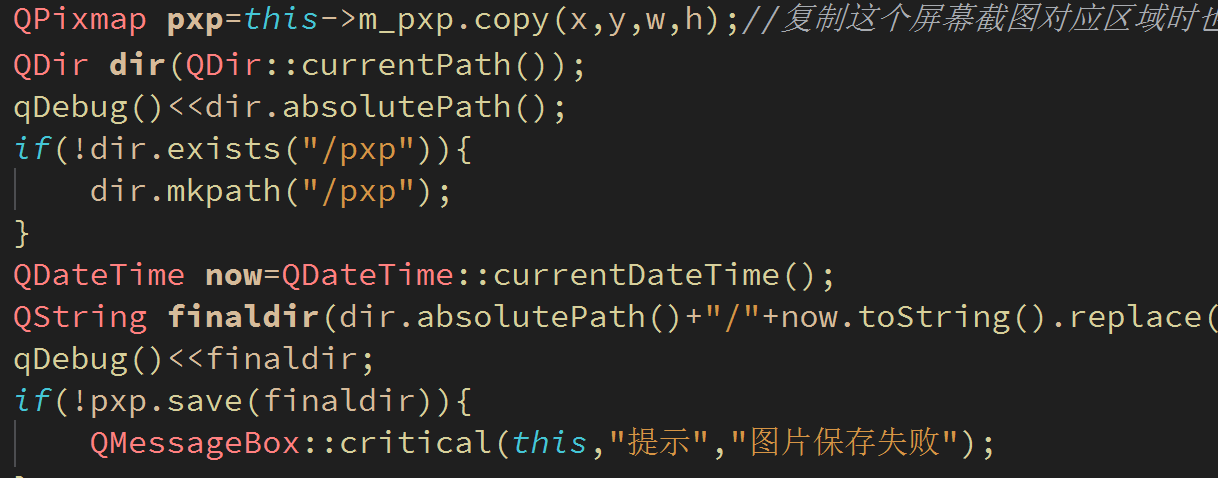 QPixmap pxp=this->m_pxp.copy(x,y,w,h);//复制这个屏幕截图对应区域时也
QDir dir(QDir::currentPath());
qDebug()<<dir.absolutePath();
if(!dir.exists("/pxp")){
    dir.mkpath("/pxp");
}
QDateTime now=QDateTime::currentDateTime();
QString finaldir(dir.absolutePath()+"/"+now.toString().replace(
qDebug()<<finaldir;
if(!pxp.save(finaldir)){
    QMessageBox::critical(this,"提示","图片保存失败");